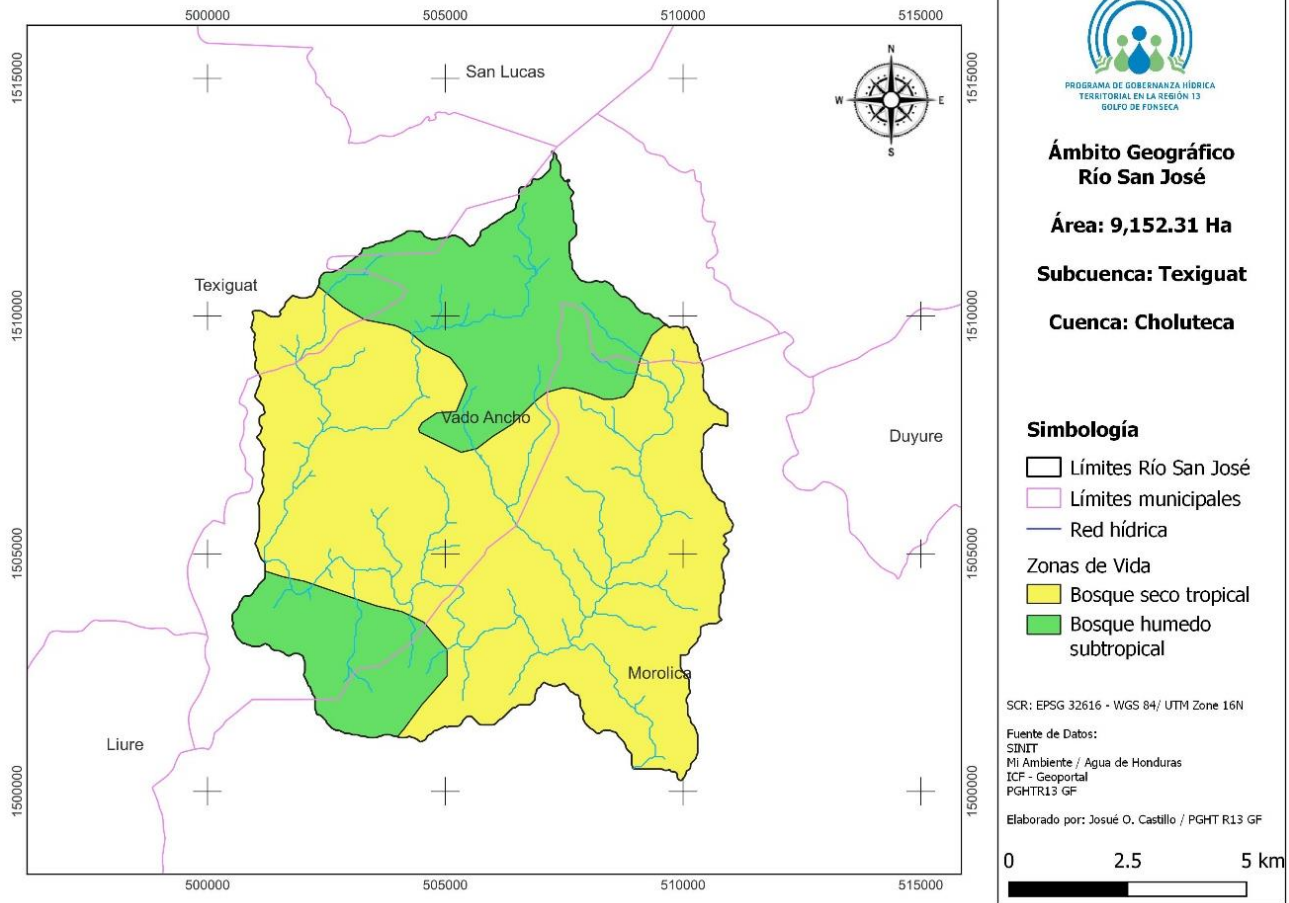 500000
505000
510000
515000
1515000
1515000
San Lucas
N
W
E
S
Texiguat
1510000
1510000
Vado Ancho
Duyure
1505000
1505000
Morolica
Liure
1500000
1500000
500000
505000
510000
515000
PROGRAMA DE GOBERNANZA HÍDRICA
TERRITORIAL EN LA REGIÓN 13
GOLFO DE FONSECA
Ámbito Geográfico
Río San José
Área: 9,152.31 Ha
Subcuenca: Texiguat
Cuenca: Choluteca
Simbología
Límites Río San José
Límites municipales
Red hídrica
Zonas de Vida
Bosque seco tropical
Bosque humedo
subtropical
SCR: EPSG 32616 - WGS 84/ UTM Zone 16N
Fuente de Datos:
SINIT
Mi Ambiente / Agua de Honduras
ICF - Geoportal
PGHTR13 GF
Elaborado por: Josué O. Castillo / PGHT R13 GF
0 2.5 5 km